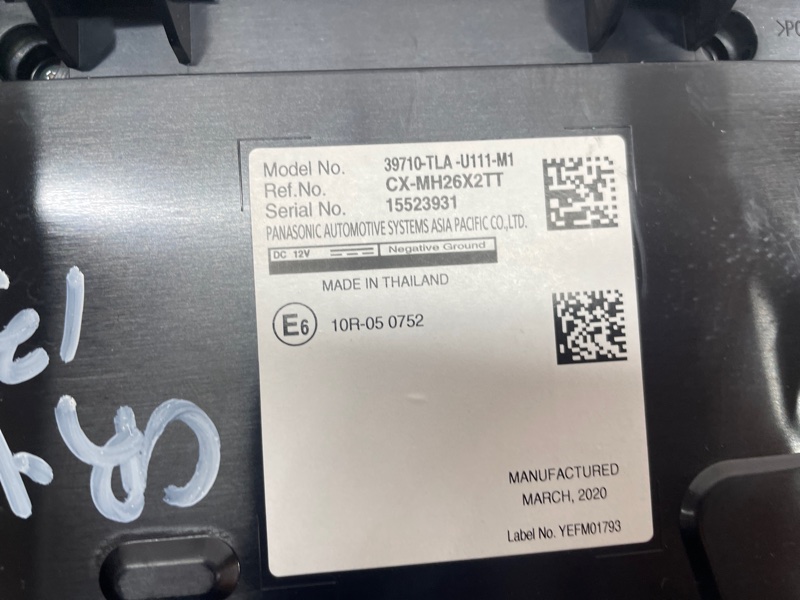 >PC
Model No. 39710-TLA -U111-M1
Ref.No. CX-MH26X2TT
Serial No. 15523931
PANASONIC AUTOMOTIVE SYSTEMS ASIA PACIFIC CO.,LTD.
DC 12V Negative Ground
MADE IN THAILAND
E6 10R-05 0752
MANUFACTURED
MARCH, 2020
Label No. YEFM01793